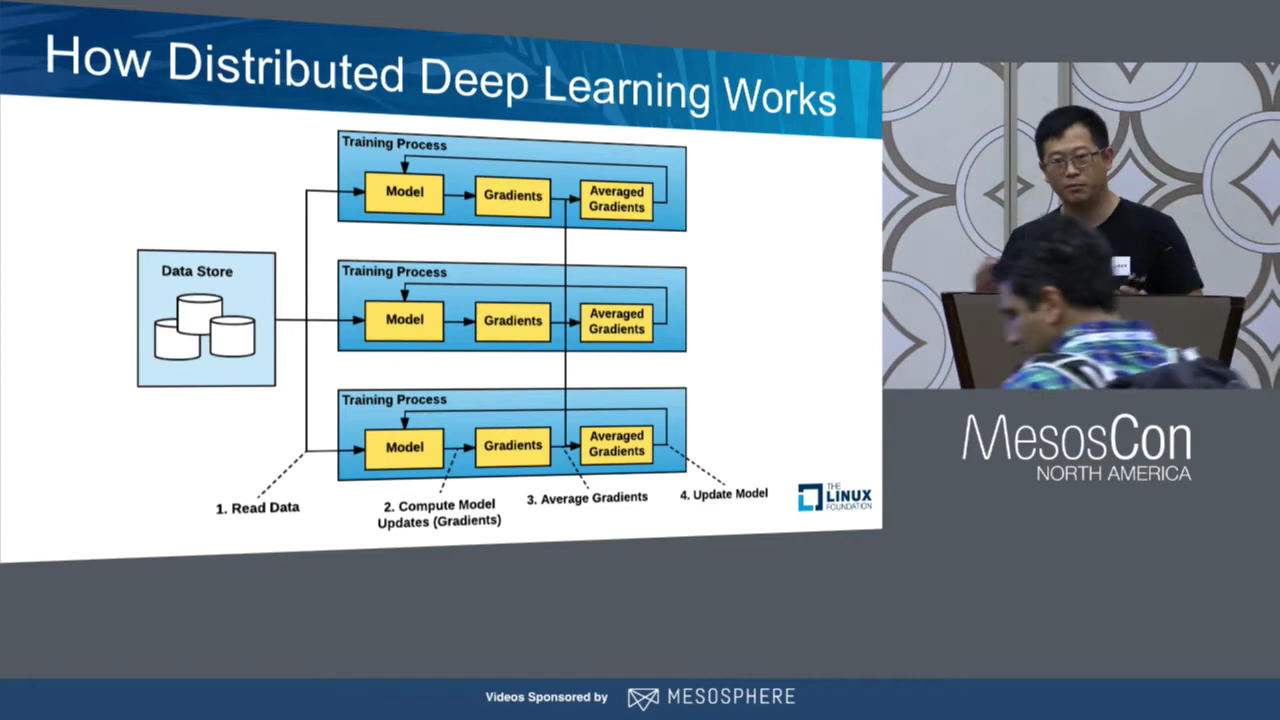 How Distributed Deep Learning Works
Training Process
Model
Gradients
Averaged
Gradients
Training Process
Model
Gradients
Averaged
Gradients
Data Store
Training Process
Model
Gradients
Averaged
Gradients
1. Read Data
2. Compute Model
Updates (Gradients)
3. Average Gradients
4. Update Model
THE
LINUX
FOUNDATION
MesosCon
NORTH AMERICA
Videos Sponsored by
MESOSPHERE